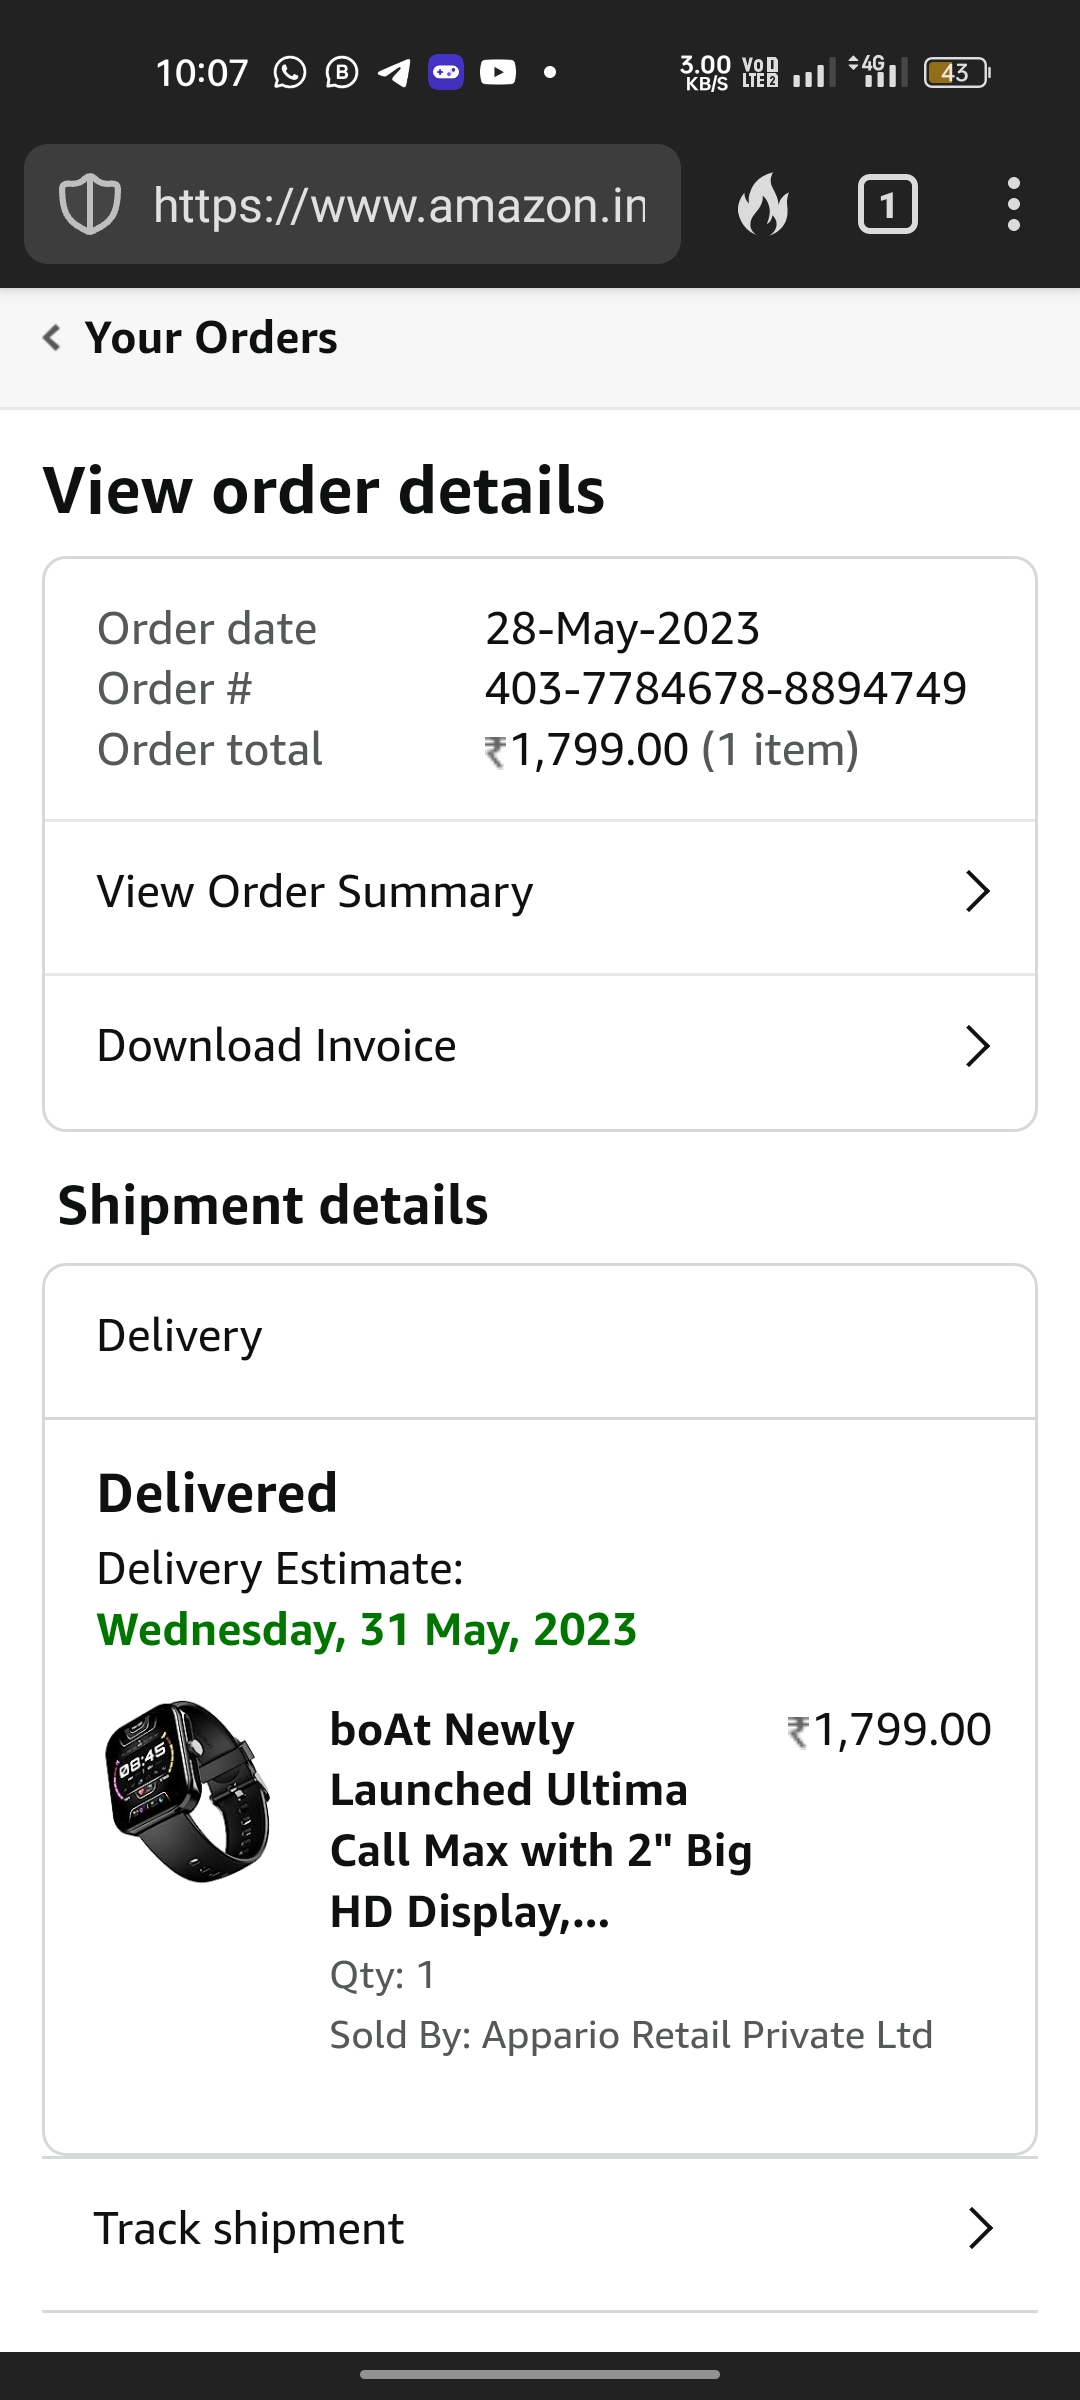 10:07
3.00 KB/S
VoD LTE 2
4G
43
https://www.amazon.in
1
Your Orders
View order details
Order date 28-May-2023
Order # 403-7784678-8894749
Order total ₹1,799.00 (1 item)
View Order Summary
Download Invoice
Shipment details
Delivery
Delivered
Delivery Estimate:
Wednesday, 31 May, 2023
08:45
boAt Newly ₹1,799.00
Launched Ultima
Call Max with 2" Big
HD Display,...
Qty: 1
Sold By: Appario Retail Private Ltd
Track shipment